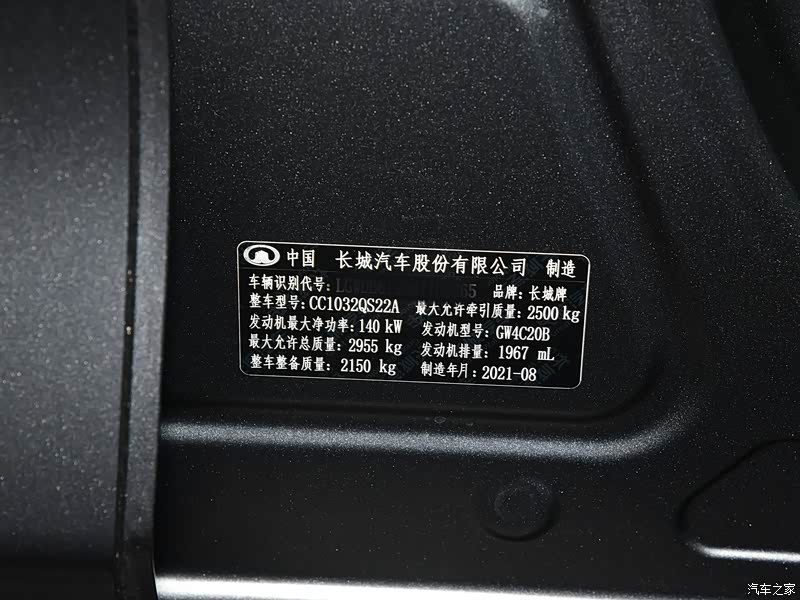 中国 长城汽车股份有限公司 制造
车辆识别代号: 65 品牌: 长城牌
整车型号: CC1032QS22A 最大允许牵引质量: 2500 kg
发动机最大净功率: 140 kW 发动机型号: GW4C20B
最大允许总质量: 2955 kg 发动机排量: 1967 mL
整车整备质量: 2150 kg 制造年月: 2021-08
汽车之家